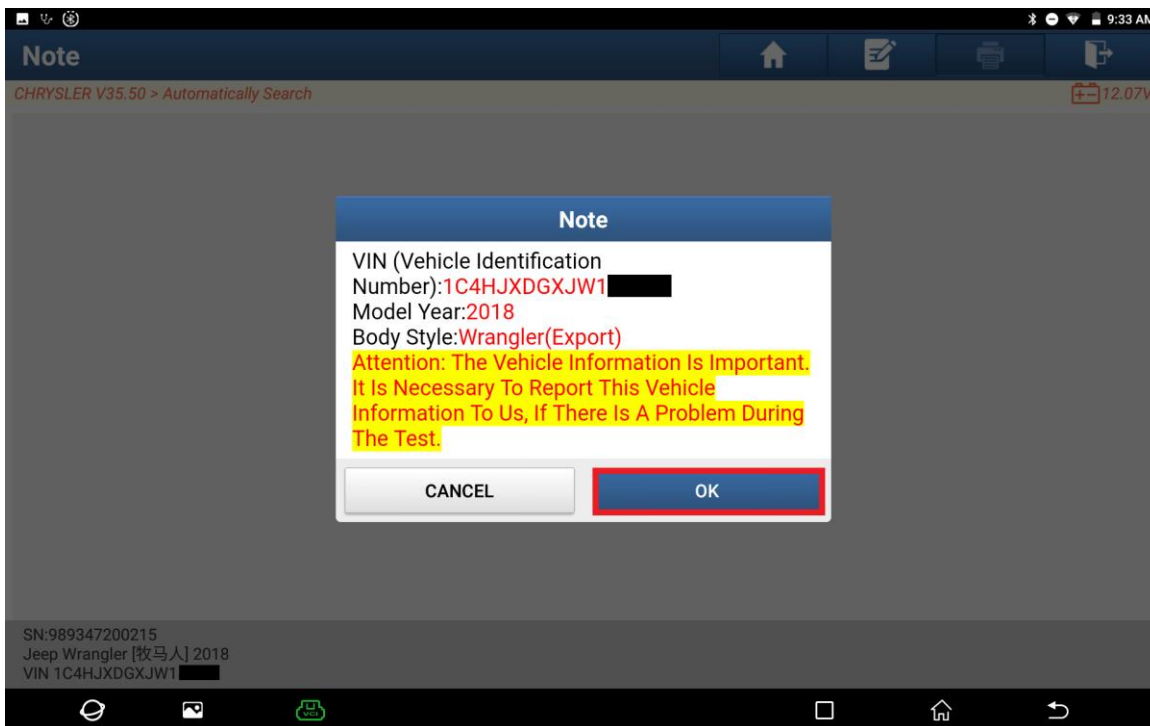 9:33 AM
Note
CHRYSLER V35.50 > Automatically Search
12.07V
Note
VIN (Vehicle Identification
Number):1C4HJXDGXJW1
Model Year:2018
Body Style:Wrangler(Export)
Attention: The Vehicle Information Is Important.
It Is Necessary To Report This Vehicle
Information To Us, If There Is A Problem During
The Test.
CANCEL
OK
SN:989347200215
Jeep Wrangler [牧马人] 2018
VIN 1C4HJXDGXJW1
VCI